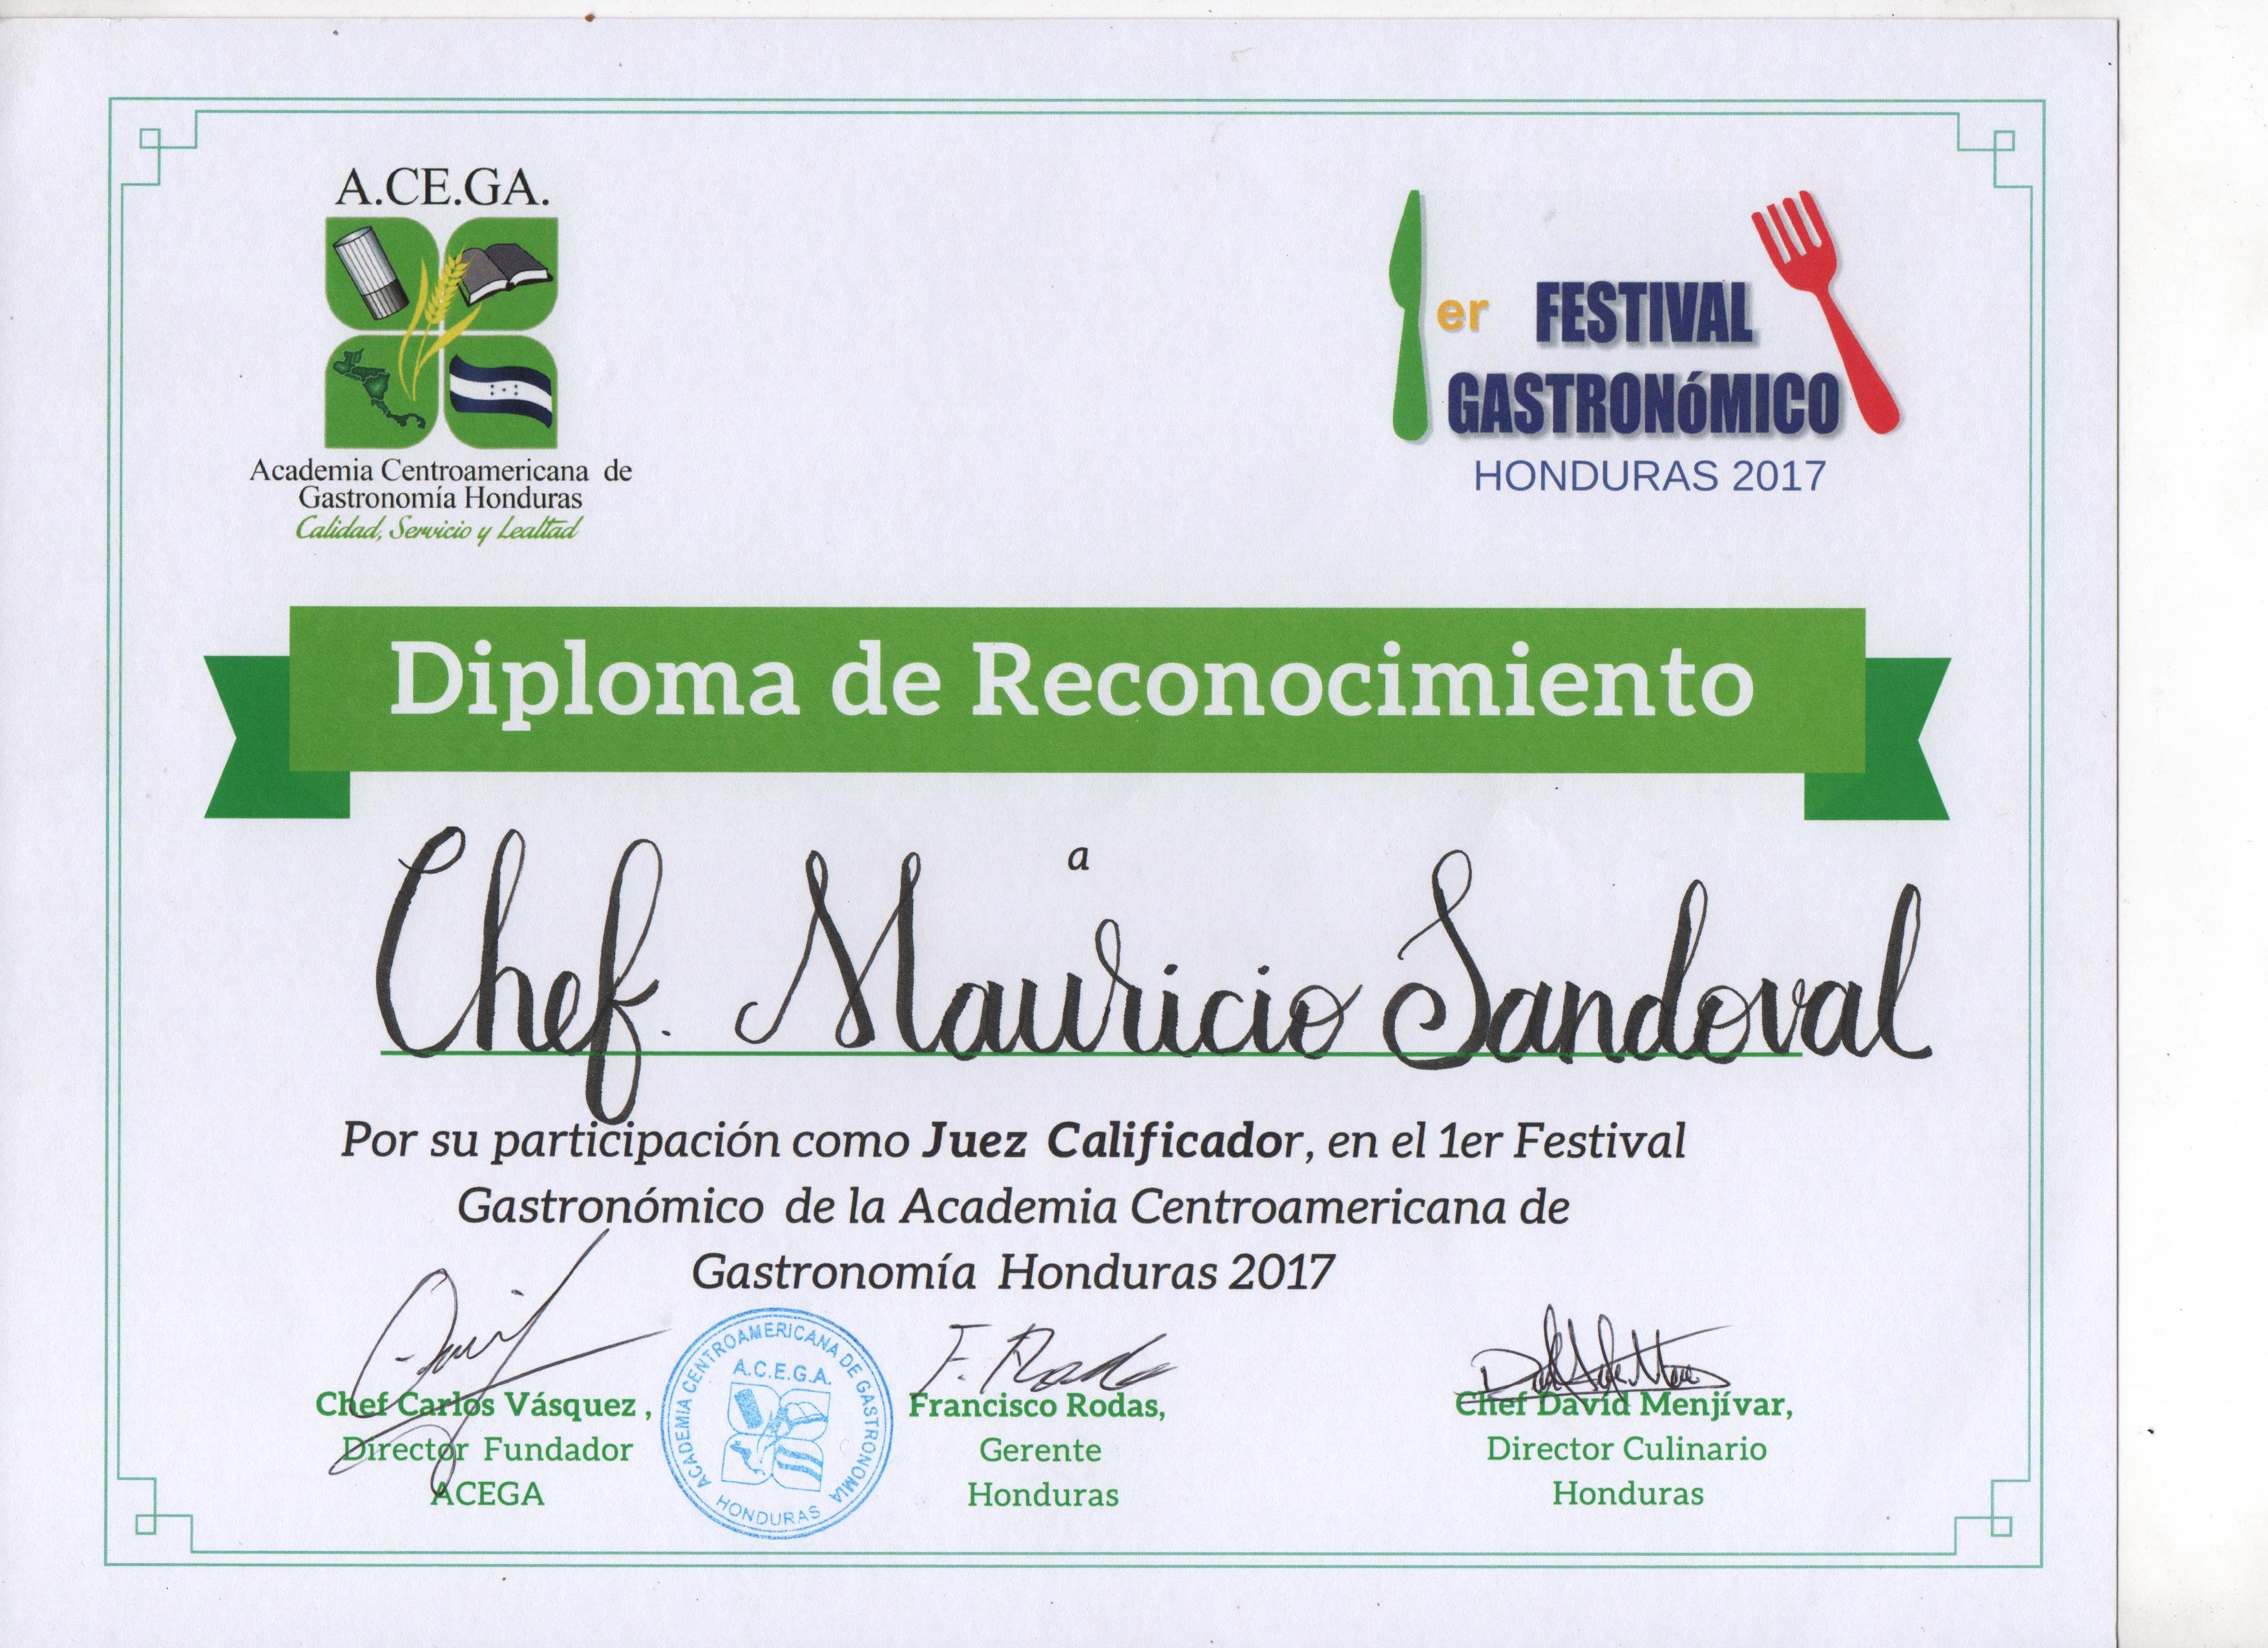 A.CE.GA.
Academia Centroamericana de
Gastronomía Honduras
Calidad, Servicio y Lealtad
er FESTIVAL
GASTRONóMICO
HONDURAS 2017
Diploma de Reconocimiento
a
Chef. Mauricio Sandoval
Por su participación como Juez Calificador, en el 1er Festival
Gastronómico de la Academia Centroamericana de
Gastronomía Honduras 2017
F. Rodas
Chef Carlos Vásquez ,
Director Fundador
ACEGA
ACADEMIA CENTROAMERICANA DE GASTRONOMIA
A.C.E.G.A.
HONDURAS
Francisco Rodas,
Gerente
Honduras
Chef David Menjívar,
Director Culinario
Honduras